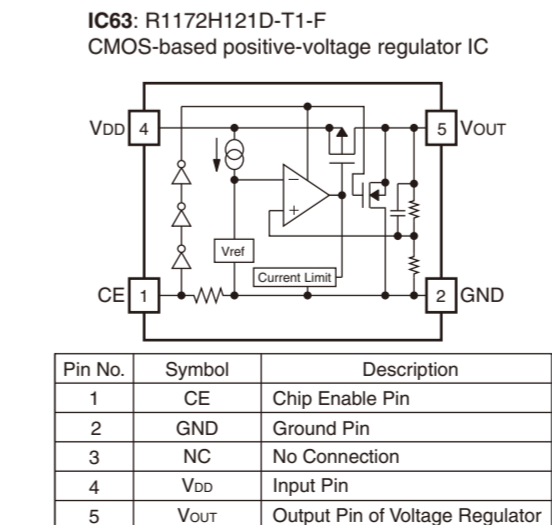 IC63: R1172H121D-T1-F
CMOS-based positive-voltage regulator IC
VDD 4
5 VOUT
−
+
Vref
Current Limit
CE 1
2 GND
Pin No. Symbol Description
1 CE Chip Enable Pin
2 GND Ground Pin
3 NC No Connection
4 VDD Input Pin
5 VOUT Output Pin of Voltage Regulator